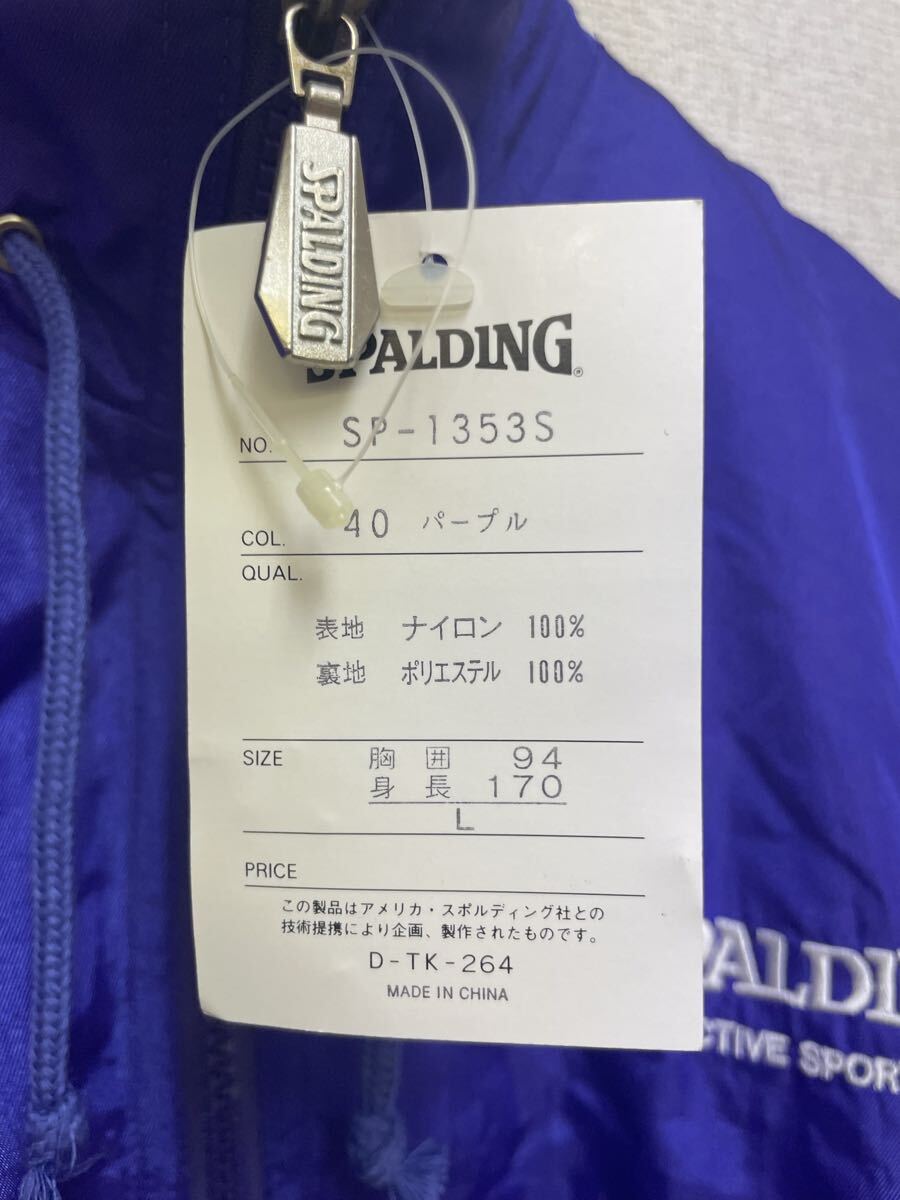 SPALDING
SPALDING®
NO. SP-1353S
COL. 40 パープル
QUAL.
表地 ナイロン 100%
裏地 ポリエステル 100%
SIZE 胸囲 94
身長 170
L
PRICE
この製品はアメリカ・スポルディング社との
技術提携により企画、製作されたものです。
D-TK-264
MADE IN CHINA
PALDI
CTIVE SPOR